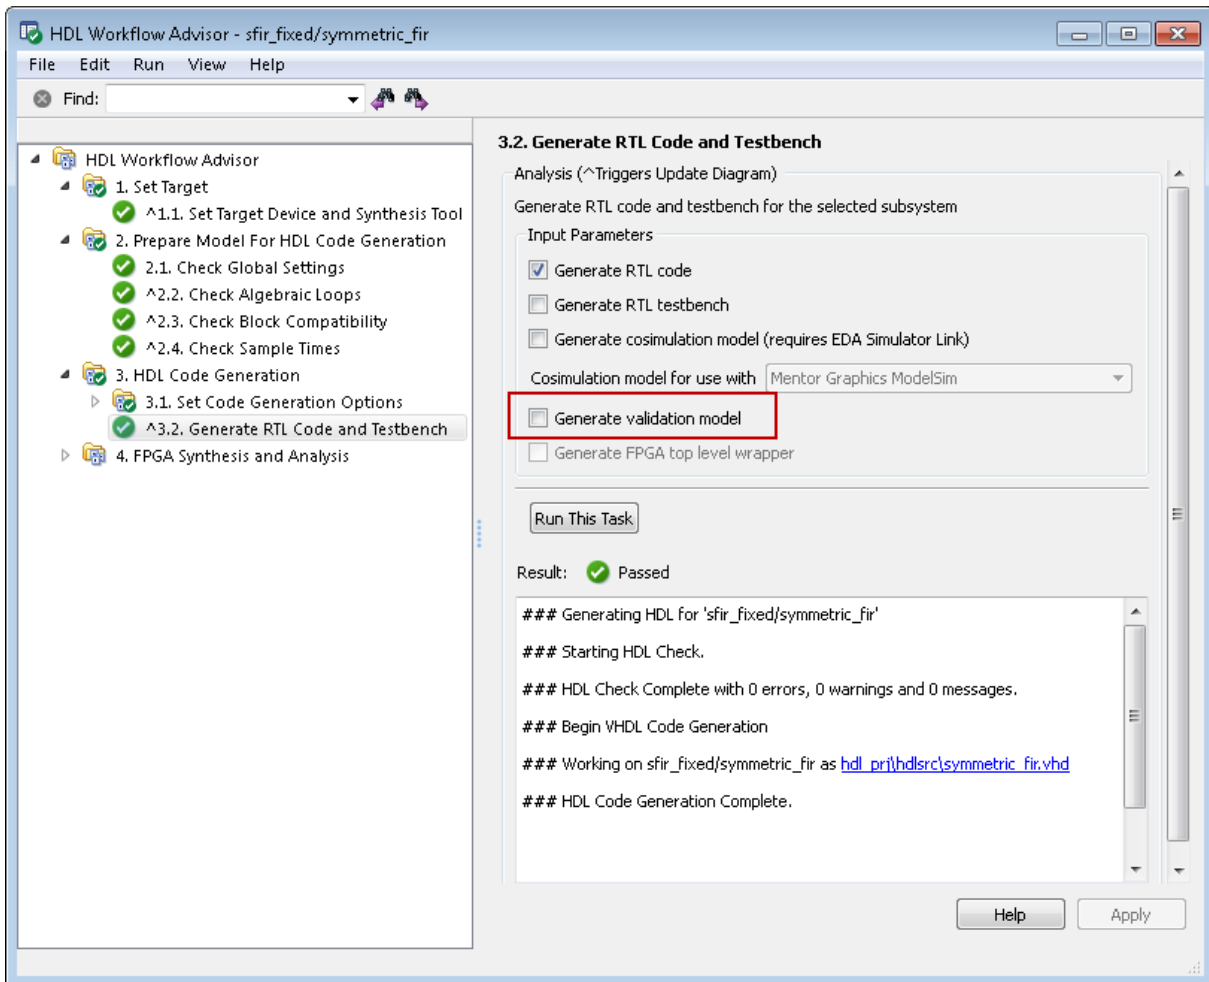 HDL Workflow Advisor - sfir_fixed/symmetric_fir
File Edit Run View Help
Find:
HDL Workflow Advisor
1. Set Target
^1.1. Set Target Device and Synthesis Tool
2. Prepare Model For HDL Code Generation
2.1. Check Global Settings
^2.2. Check Algebraic Loops
^2.3. Check Block Compatibility
^2.4. Check Sample Times
3. HDL Code Generation
3.1. Set Code Generation Options
^3.2. Generate RTL Code and Testbench
4. FPGA Synthesis and Analysis
3.2. Generate RTL Code and Testbench
Analysis (^Triggers Update Diagram)
Generate RTL code and testbench for the selected subsystem
Input Parameters
Generate RTL code
Generate RTL testbench
Generate cosimulation model (requires EDA Simulator Link)
Cosimulation model for use with Mentor Graphics ModelSim
Generate validation model
Generate FPGA top level wrapper
Run This Task
Result: Passed
### Generating HDL for 'sfir_fixed/symmetric_fir'
### Starting HDL Check.
### HDL Check Complete with 0 errors, 0 warnings and 0 messages.
### Begin VHDL Code Generation
### Working on sfir_fixed/symmetric_fir as hdl_prj\hdlsrc\symmetric_fir.vhd
### HDL Code Generation Complete.
Help Apply